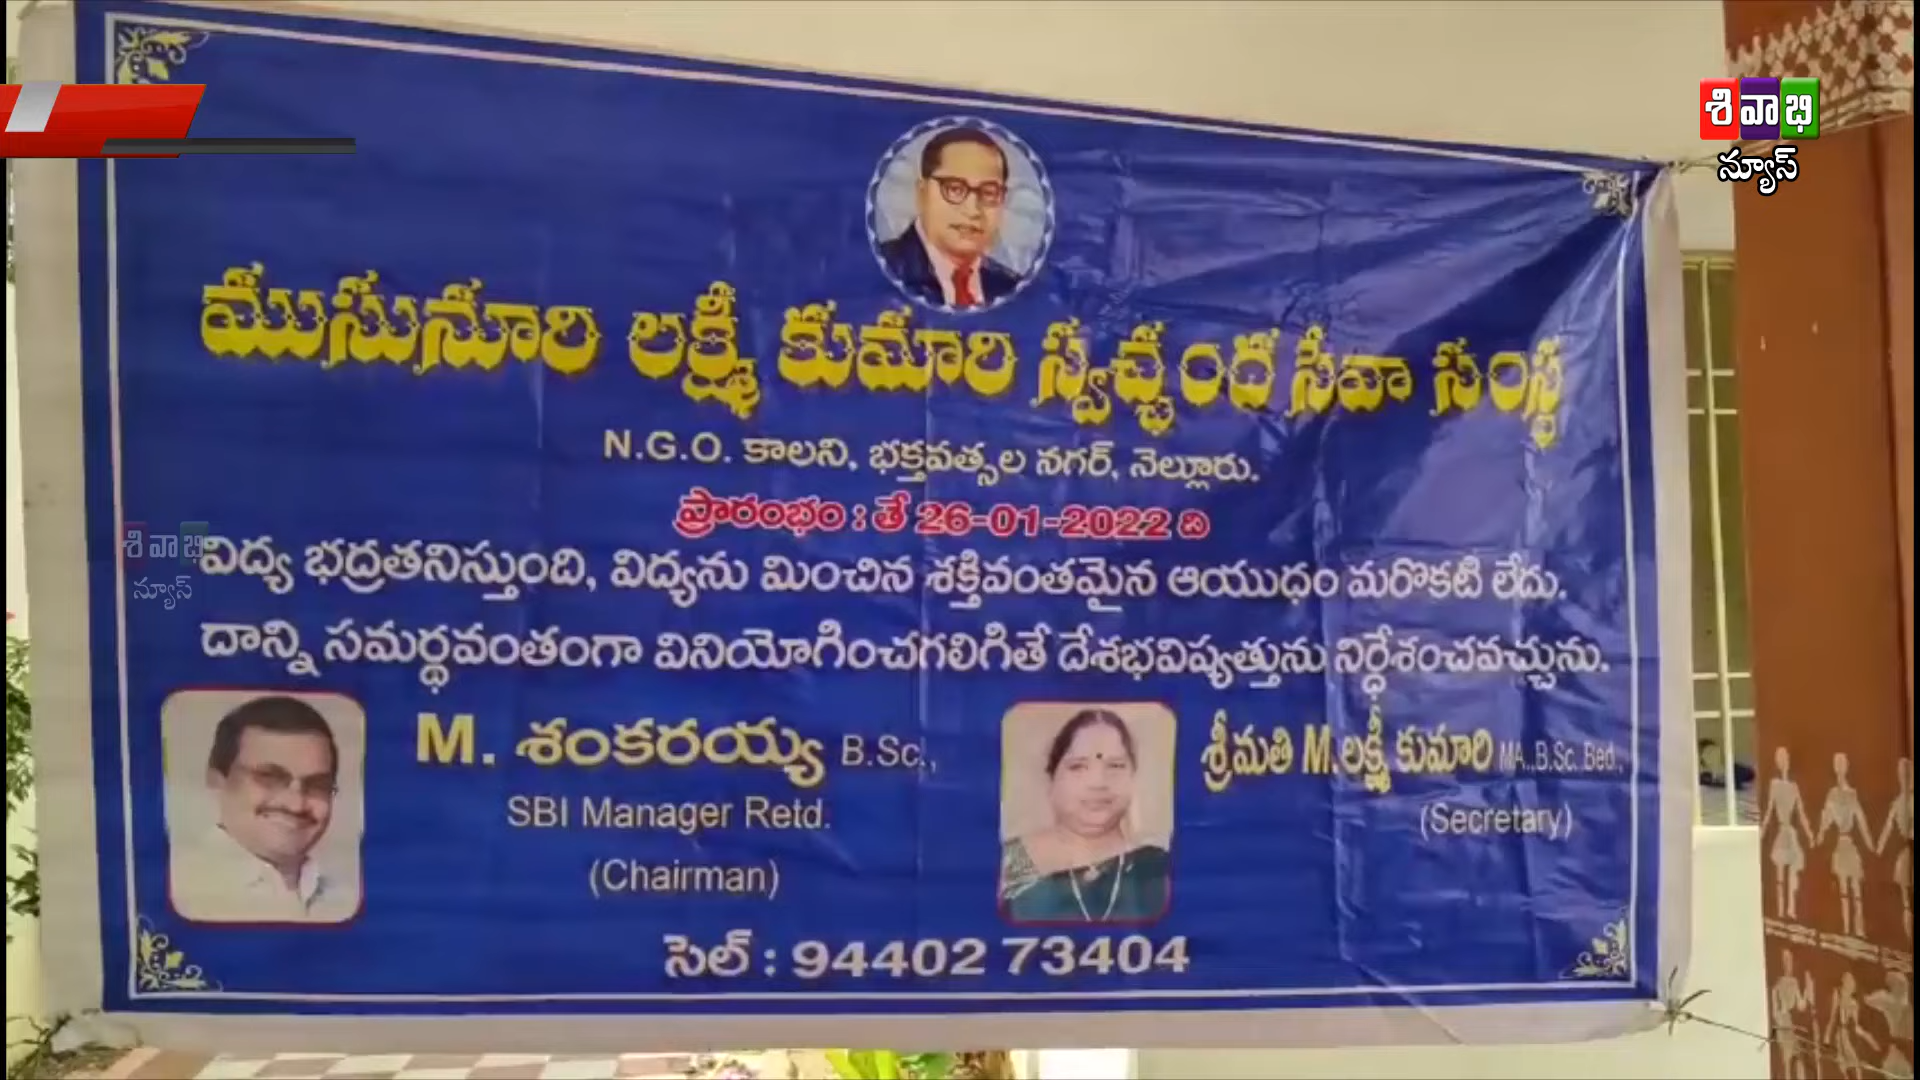 శివాభి
న్యూస్
ముసునూరి లక్ష్మీ కుమారి స్వచ్ఛంద సేవా సంస్థ
N.G.O. కాలని, భక్తవత్సల నగర్, నెల్లూరు.
ప్రారంభం : తే 26-01-2022 ది
శివాభి
న్యూస్
విద్య భద్రతనిస్తుంది, విద్యను మించిన శక్తివంతమైన ఆయుధం మరొకటి లేదు.
దాన్ని సమర్థవంతంగా వినియోగించగలిగితే దేశభవిష్యత్తును నిర్ధేశంచవచ్చును.
M. శంకరయ్య B.Sc.,
SBI Manager Retd.
(Chairman)
శ్రీమతి M.లక్ష్మీ కుమారి MA.,B.Sc. Bed.,
(Secretary)
సెల్ : 94402 73404